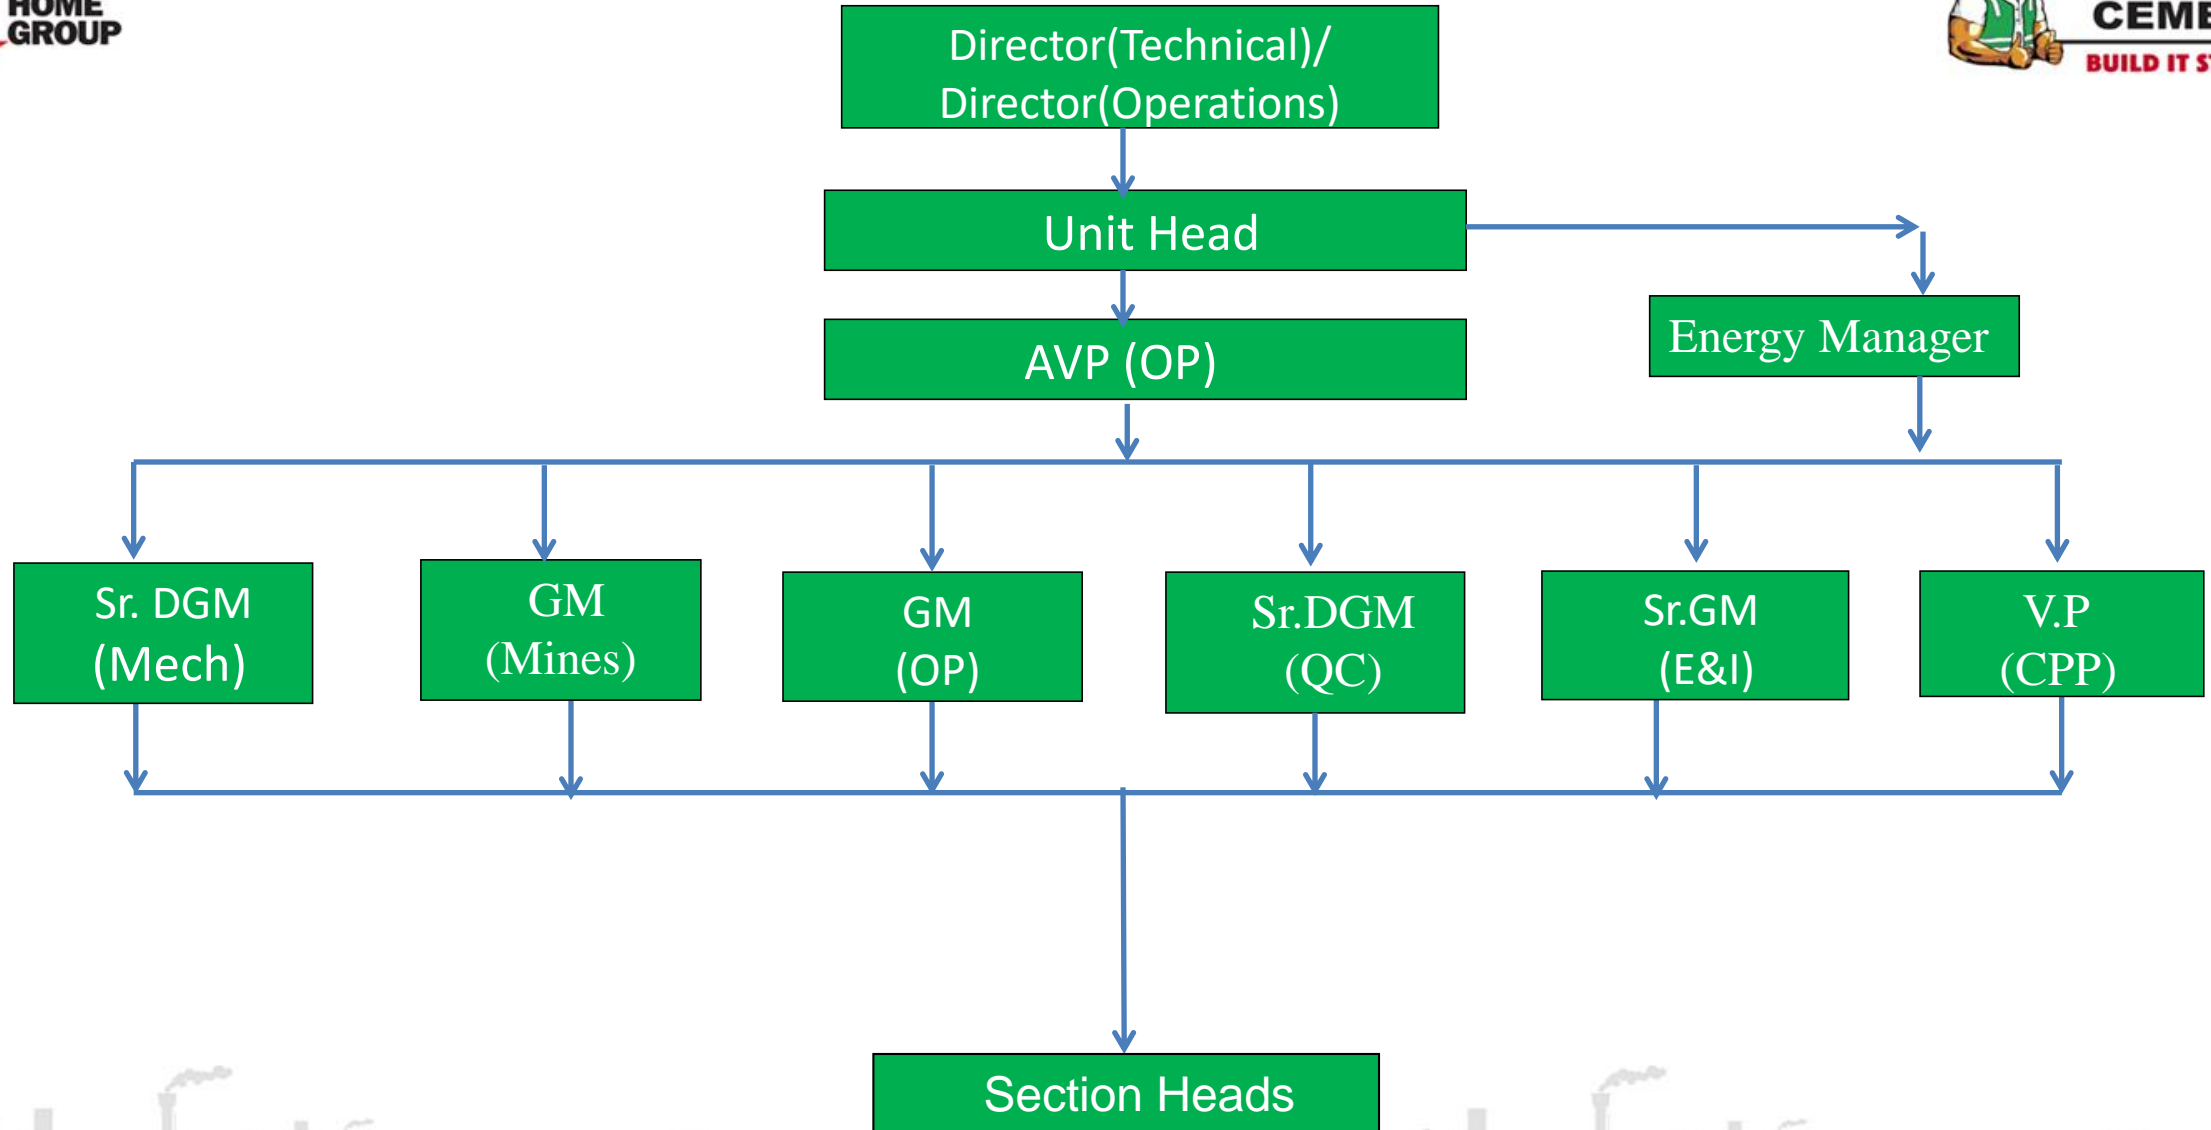 HOME
GROUP
Director(Technical)/
Director(Operations)
BUILD IT
Unit Head
Energy Manager
AVP (OP)
Sr. DGM
(Mech)
GM
(Mines)
GM
(OP)
Sr.DGM
(QC)
Sr.GM
(E&I)
V.P
(CPP)
Section Heads